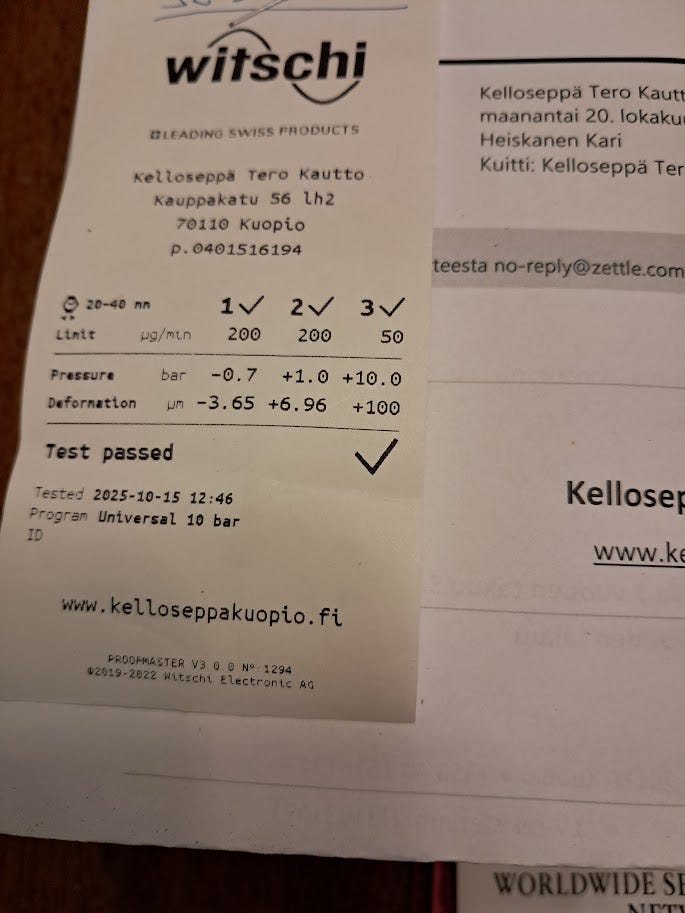 witschi
LEADING SWISS PRODUCTS
Kelloseppä Tero Kautto
Kauppakatu 56 lh2
70110 Kuopio
p.0401516194
20-40 mm 1✓ 2✓ 3✓
Limit µg/min 200 200 50
Pressure bar -0.7 +1.0 +10.0
Deformation µm -3.65 +6.96 +100
Test passed ✓
Tested 2025-10-15 12:46
Program Universal 10 bar
ID
www.kelloseppakuopio.fi
PROOFMASTER V3 0.0 Nº 1294
©2019-2022 Witschi Electronic AG
Kelloseppä Tero Kautt
maanantai 20. lokaku
Heiskanen Kari
Kuitti: Kelloseppä Ter
teesta no-reply@zettle.com
Kellosep
www.ke
WORLDWIDE SE